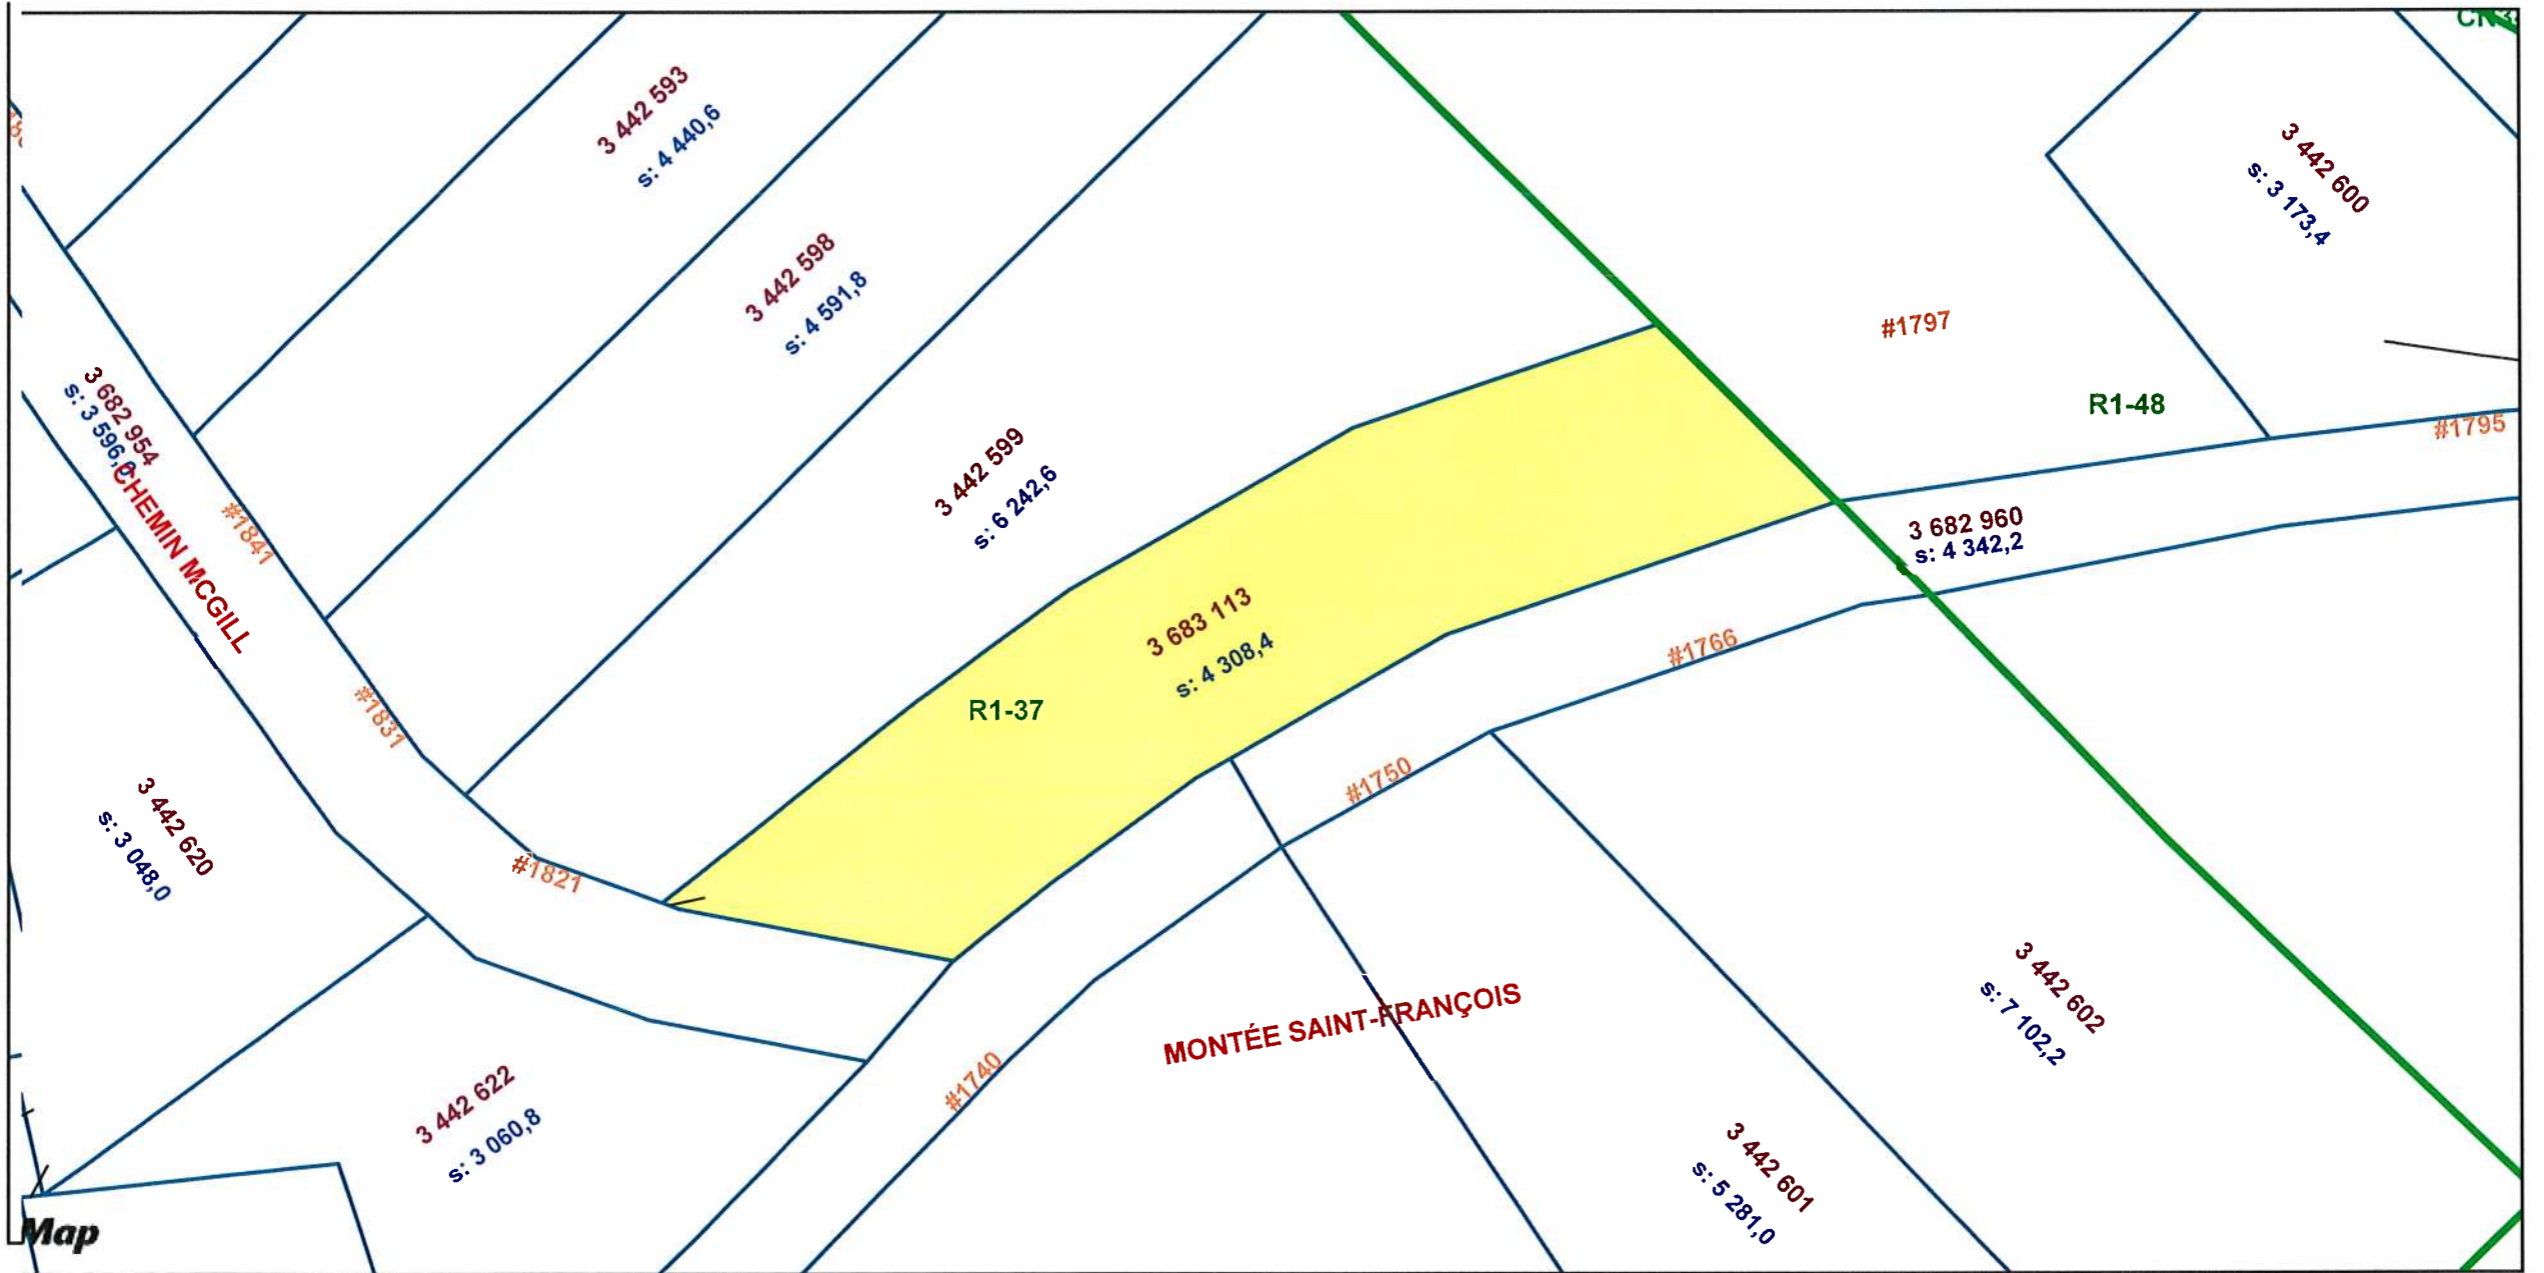 3 442 593
s: 4 440,6
3 442 600
s: 3 173,4
3 442 598
s: 4 591,8
#1797
R1-48
#1795
3 682 954
s: 3 596,
CHEMIN MCGILL
#1841
3 442 599
s: 6 242,6
3 682 960
s: 4 342,2
3 683 113
s: 4 308,4
#1766
R1-37
#1831
#1750
3 442 620
s: 3 048,0
#1821
MONTÉE SAINT-FRANÇOIS
3 442 602
s: 7 102,2
#1740
3 442 622
s: 3 060,8
3 442 601
s: 5 281,0
Map